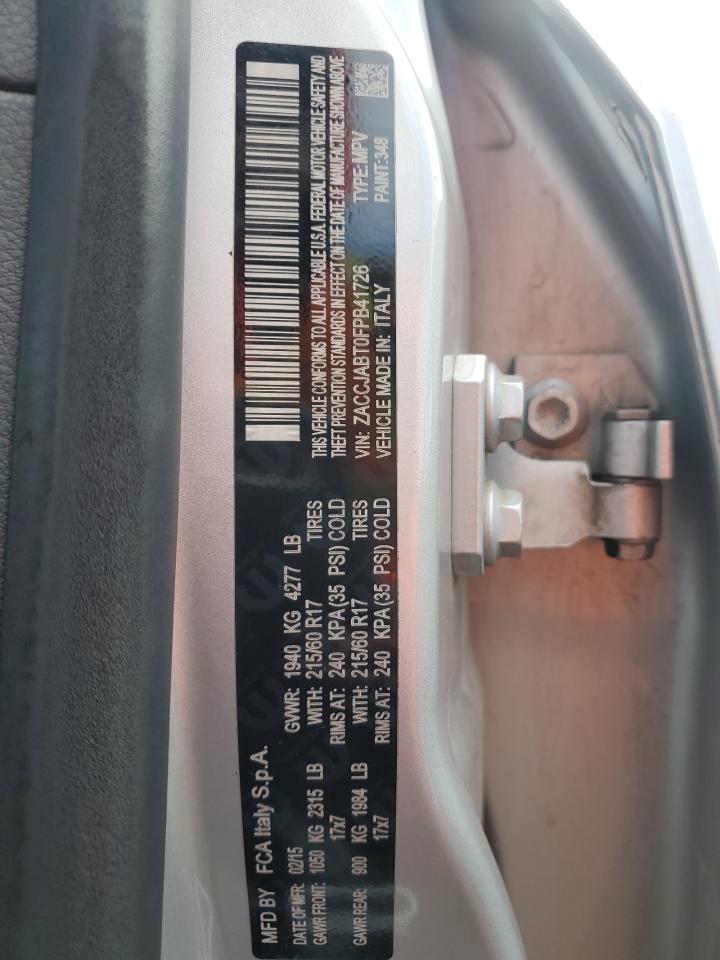 MFD BY FCA Italy S.p.A.
DATE OF MFR: 02/15 GVWR: 1940 KG 4277 LB
GAWR FRONT: 1050 KG 2315 LB WITH: 215/60 R17 TIRES
17x7 RIMS AT: 240 KPA (35 PSI) COLD
GAWR REAR: 900 KG 1984 LB WITH: 215/60 R17 TIRES
17x7 RIMS AT: 240 KPA (35 PSI) COLD
THIS VEHICLE CONFORMS TO ALL APPLICABLE U.S.A. FEDERAL MOTOR VEHICLE SAFETY AND
THEFT PREVENTION STANDARDS IN EFFECT ON THE DATE OF MANUFACTURE SHOWN ABOVE
VIN: ZACCJABT0FPB41726 TYPE: MPV
VEHICLE MADE IN: ITALY PAINT: 348